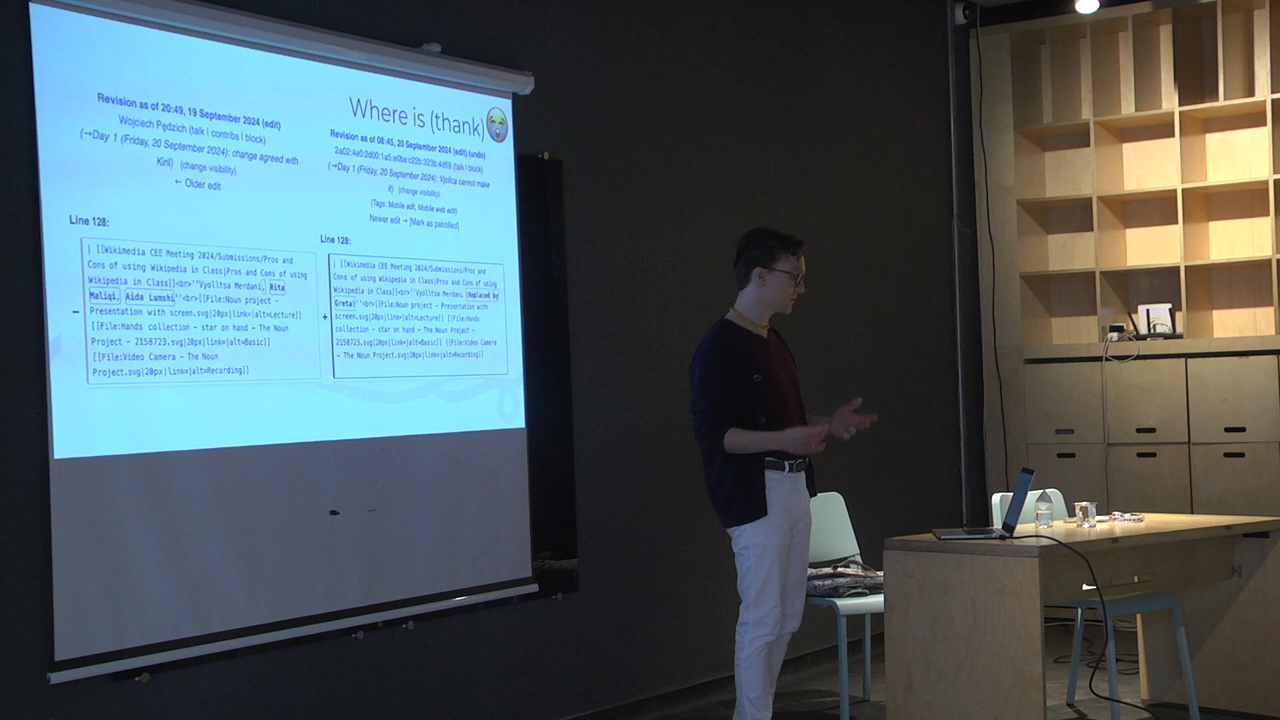 Where is (thank)
Revision as of 20:49, 19 September 2024 (edit)
Wojciech Pędzich (talk | contribs | block)
(→Day 1 (Friday, 20 September 2024): change agreed with
Kiril) (change visibility)
← Older edit
Revision as of 08:45, 20 September 2024 (edit) (undo)
(talk | block)
(→Day 1 (Friday, 20 September 2024): Vjollca cannot make
it) (change visibility)
(Tags: Mobile edit, Mobile web edit)
Newer edit → [Mark as patrolled]
Line 128:
− | [[Wikimedia CEE Meeting 2024/Submissions/Pros and
Cons of using Wikipedia in Class|Pros and Cons of using
Wikipedia in Class]]<br>''Vyolltsa Merdani, Rita
Maliqi, Aida Lumshi''<br>[[File:Noun project -
Presentation with screen.svg|20px|link=|alt=Lecture]]
[[File:Hands collection – star on hand – The Noun
Project – 2158723.svg|20px|link=|alt=Basic]]
[[File:Video Camera – The Noun
Project.svg|20px|link=|alt=Recording]]
Line 128:
+ | [[Wikimedia CEE Meeting 2024/Submissions/Pros and
Cons of using Wikipedia in Class|Pros and Cons of using
Wikipedia in Class]]<br>''Vyolltsa Merdani (Replaced by
Greta)''<br>[[File:Noun project - Presentation with
screen.svg|20px|link=|alt=Lecture]] [[File:Hands
collection – star on hand – The Noun Project –
2158723.svg|20px|link=|alt=Basic]] [[File:Video Camera
– The Noun Project.svg|20px|link=|alt=Recording]]